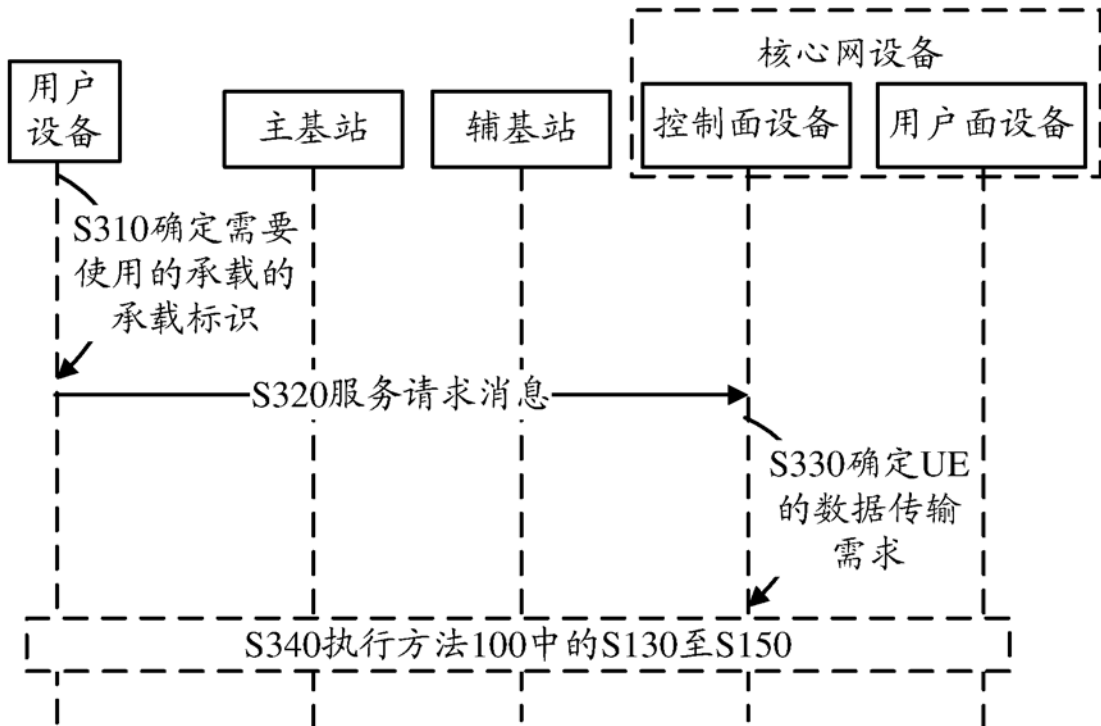 核心网设备
用户
设备
主基站
辅基站
控制面设备
用户面设备
S310确定需要
使用的承载的
承载标识
S320服务请求消息
S330确定UE
的数据传输
需求
S340执行方法100中的S130至S150